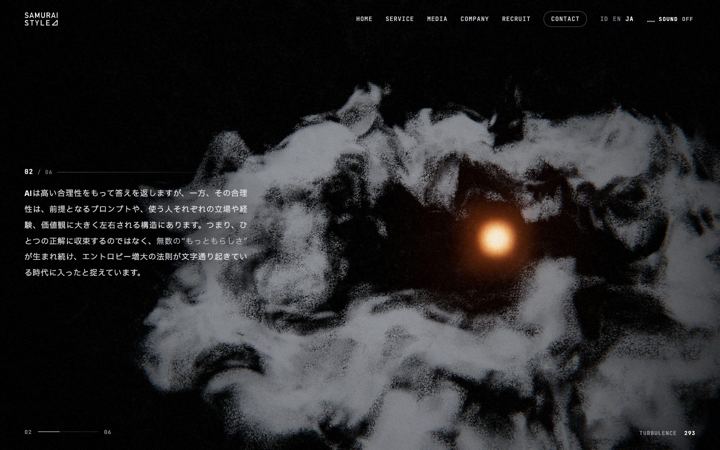 SAMURAI
STYLE
HOME SERVICE MEDIA COMPANY RECRUIT CONTACT ID EN JA SOUND OFF
02 / 06
AIは高い合理性をもって答えを返しますが、一方、その合理
性は、前提となるプロンプトや、使う人それぞれの立場や経
験、価値観に大きく左右される構造にあります。つまり、ひ
とつの正解に収束するのではなく、無数の“もっともらしさ”
が生まれ続け、エントロピー増大の法則が文字通り起きてい
る時代に入ったと捉えています。
02 06
TURBULENCE 293